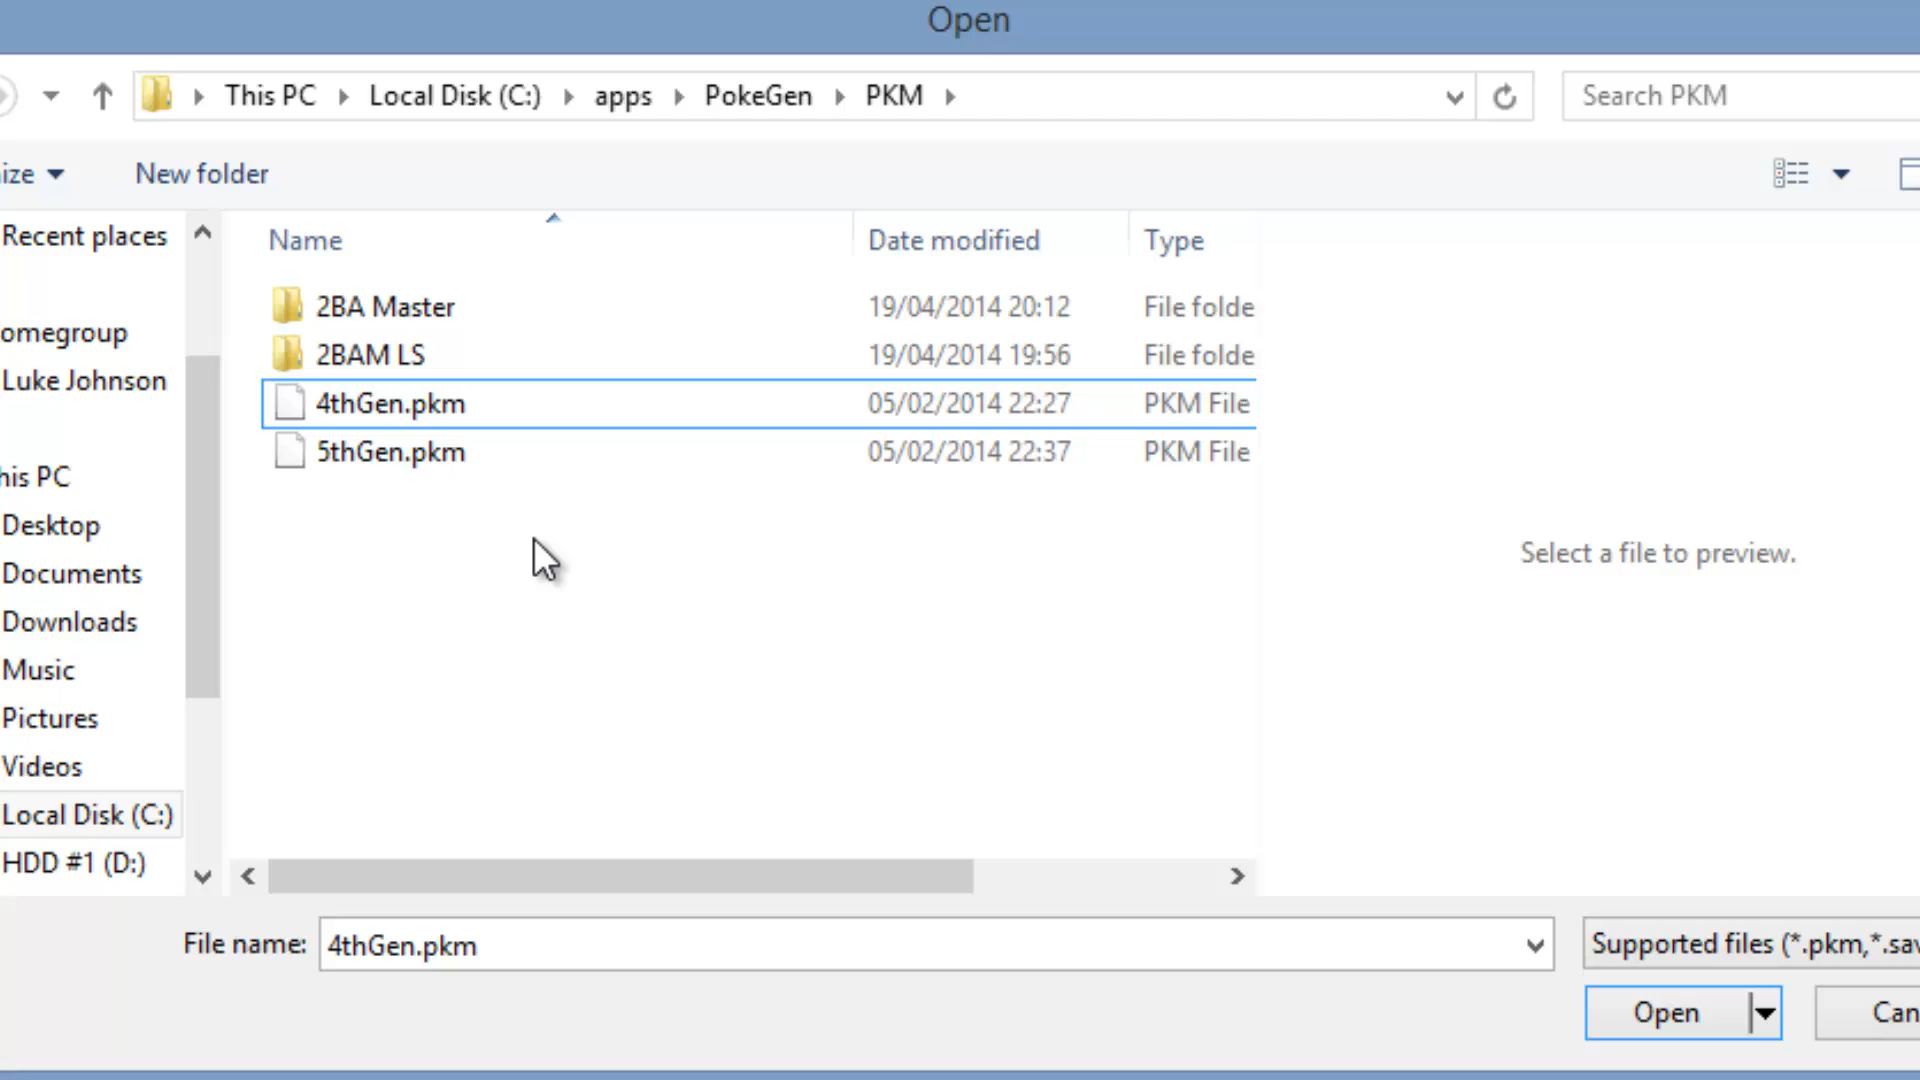 Open
This PC Local Disk (C:) apps PokeGen PKM
Search PKM
ize New folder
Recent places
omegroup
Luke Johnson
his PC
Desktop
Documents
Downloads
Music
Pictures
Videos
Local Disk (C:)
HDD #1 (D:)
Name Date modified Type
2BA Master 19/04/2014 20:12 File folde
2BAM LS 19/04/2014 19:56 File folde
4thGen.pkm 05/02/2014 22:27 PKM File
5thGen.pkm 05/02/2014 22:37 PKM File
Select a file to preview.
File name: 4thGen.pkm Supported files (*.pkm,*.sav
Open Can